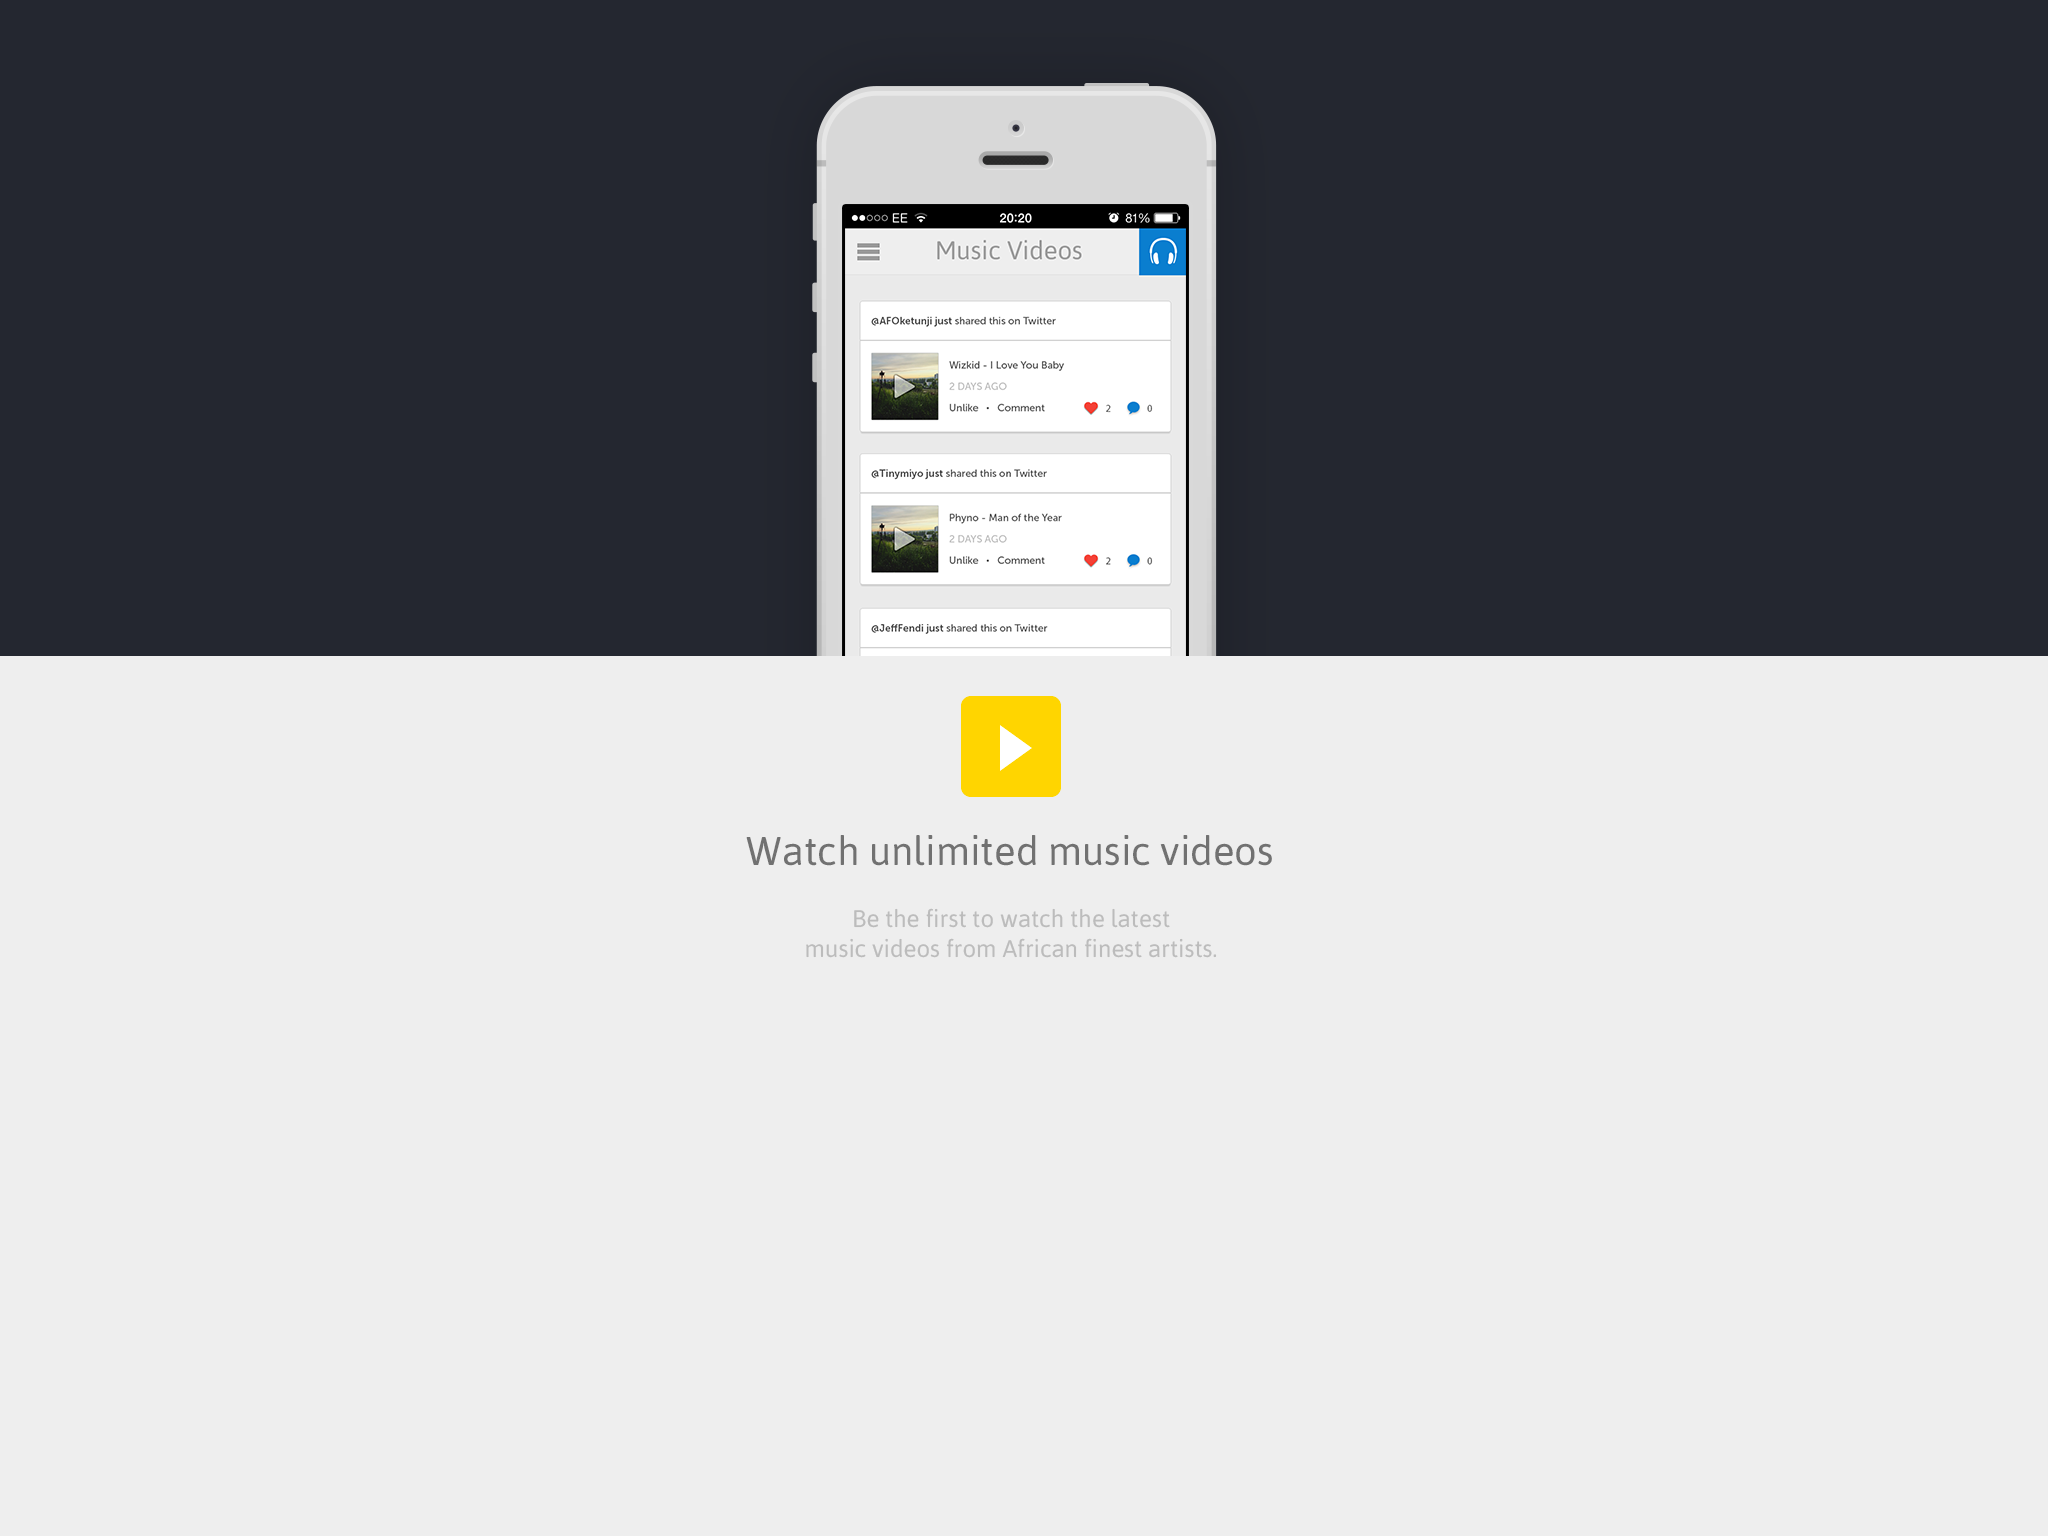 EE 20:20 81%
Music Videos
@AFOketunji just shared this on Twitter
Wizkid - I Love You Baby
2 DAYS AGO
Unlike • Comment 2 0
@Tinymiyo just shared this on Twitter
Phyno - Man of the Year
2 DAYS AGO
Unlike • Comment 2 0
@JeffFendi just shared this on Twitter
Watch unlimited music videos
Be the first to watch the latest
music videos from African finest artists.